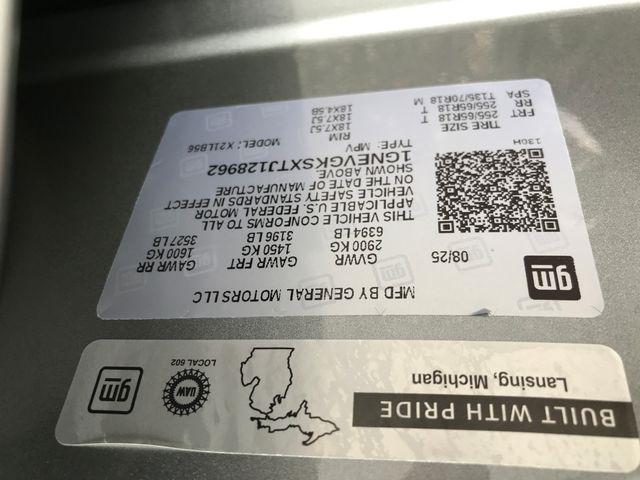 BUILT WITH PRIDE
Lansing, Michigan
UAW
LOCAL 602
gm
gm
MFD BY GENERAL MOTORS LLC
08/25
GVWR GAWR FRT GAWR RR
2900 KG 1450 KG 1600 KG
6394 LB 3196 LB 3527 LB
THIS VEHICLE CONFORMS TO ALL
APPLICABLE U.S. FEDERAL MOTOR
VEHICLE SAFETY STANDARDS IN EFFECT
ON THE DATE OF MANUFACTURE
SHOWN ABOVE.
1GNEVGKSXTJ128962
TYPE: MPV MODEL: X21LB56
130H
TIRE SIZE RIM
FRT 255/65R18 T 18X7.5J
RR 255/65R18 T 18X7.5J
SPA T135/70R18 M 18X4.5B